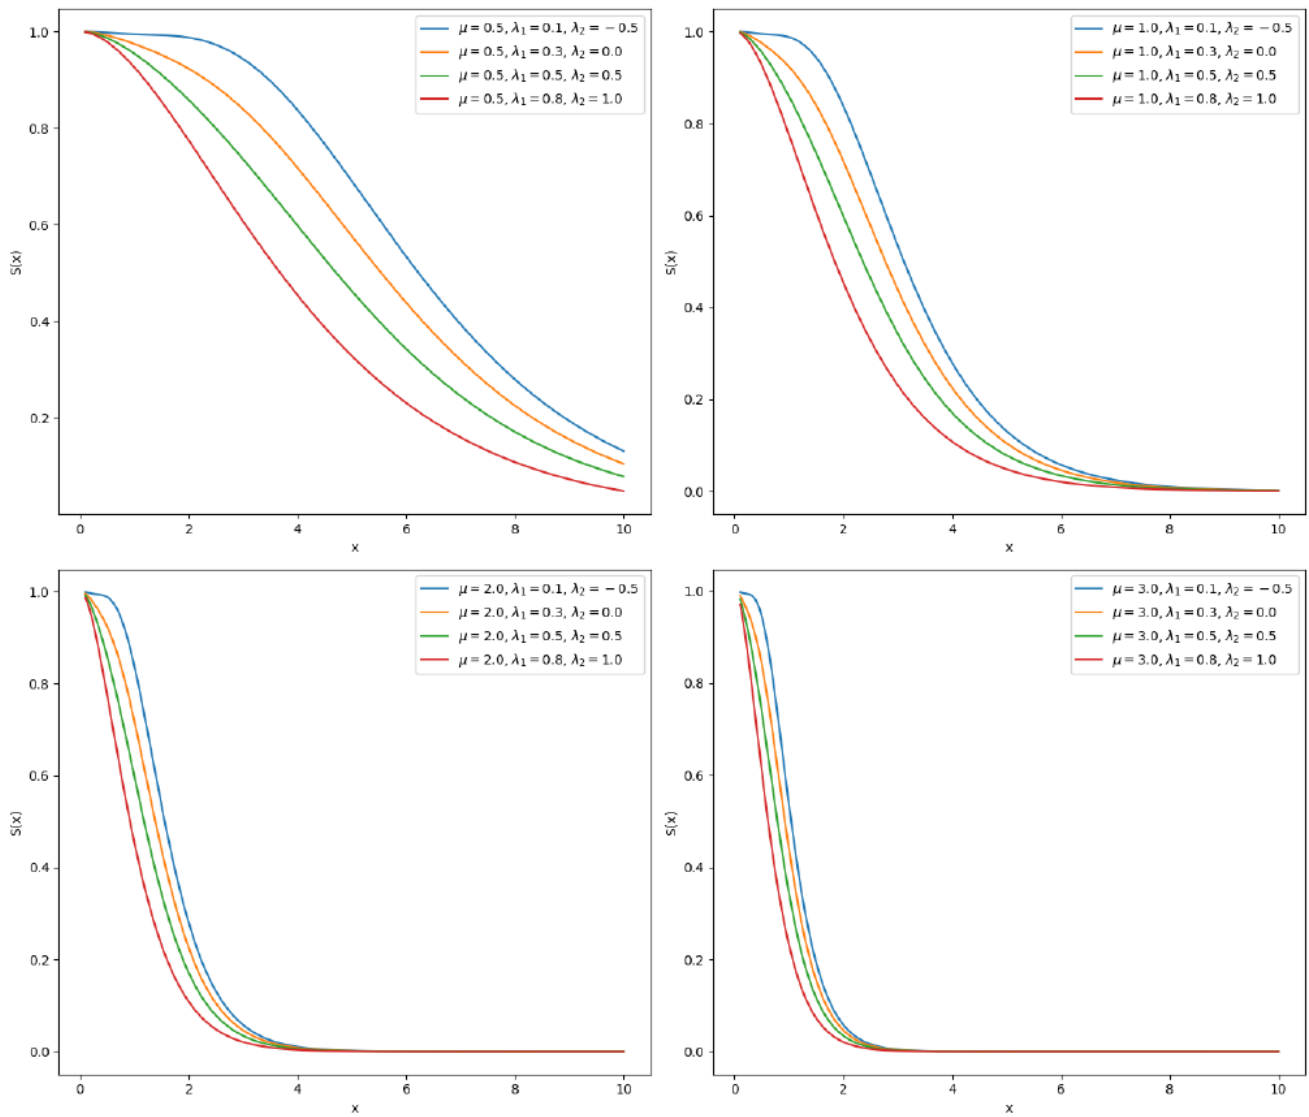 μ = 0.5, λ₁ = 0.1, λ₂ = −0.5
μ = 0.5, λ₁ = 0.3, λ₂ = 0.0
μ = 0.5, λ₁ = 0.5, λ₂ = 0.5
μ = 0.5, λ₁ = 0.8, λ₂ = 1.0
1.0
0.8
0.6
0.4
0.2
S(x)
0 2 4 6 8 10
x
μ = 1.0, λ₁ = 0.1, λ₂ = −0.5
μ = 1.0, λ₁ = 0.3, λ₂ = 0.0
μ = 1.0, λ₁ = 0.5, λ₂ = 0.5
μ = 1.0, λ₁ = 0.8, λ₂ = 1.0
1.0
0.8
0.6
0.4
0.2
0.0
S(x)
0 2 4 6 8 10
x
μ = 2.0, λ₁ = 0.1, λ₂ = −0.5
μ = 2.0, λ₁ = 0.3, λ₂ = 0.0
μ = 2.0, λ₁ = 0.5, λ₂ = 0.5
μ = 2.0, λ₁ = 0.8, λ₂ = 1.0
1.0
0.8
0.6
0.4
0.2
0.0
S(x)
0 2 4 6 8 10
x
μ = 3.0, λ₁ = 0.1, λ₂ = −0.5
μ = 3.0, λ₁ = 0.3, λ₂ = 0.0
μ = 3.0, λ₁ = 0.5, λ₂ = 0.5
μ = 3.0, λ₁ = 0.8, λ₂ = 1.0
1.0
0.8
0.6
0.4
0.2
0.0
S(x)
0 2 4 6 8 10
x